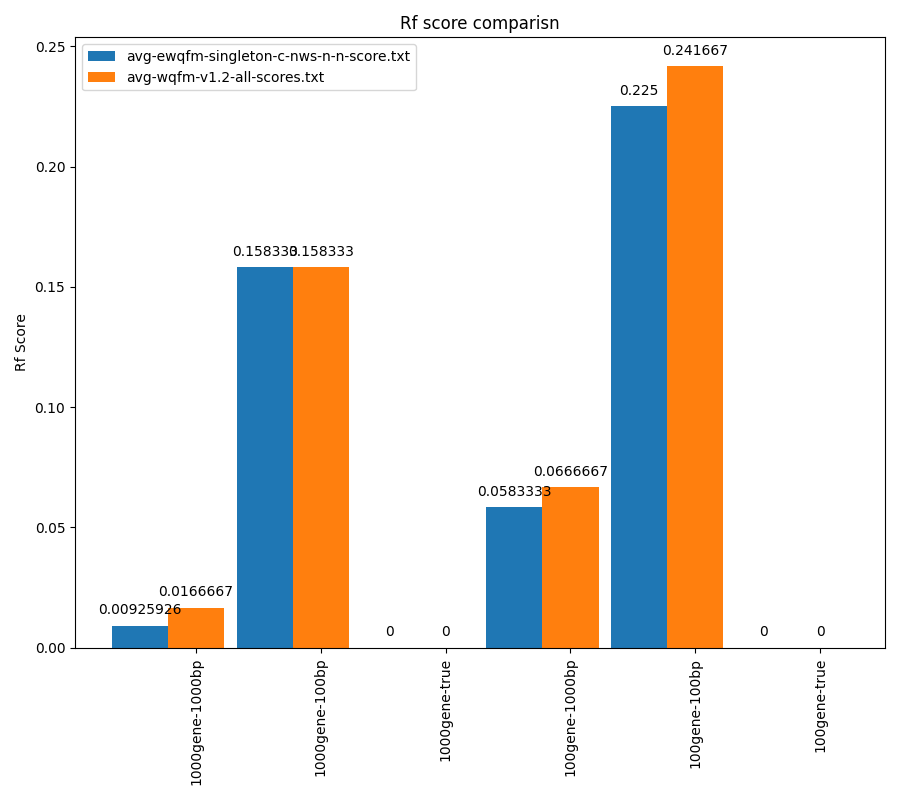 Rf score comparisn
avg-ewqfm-singleton-c-nws-n-n-score.txt
avg-wqfm-v1.2-all-scores.txt
Rf Score
0.25
0.20
0.15
0.10
0.05
0.00
0.00925926
0.0166667
0.158333
0.158333
0
0
0.0583333
0.0666667
0.225
0.241667
0
0
1000gene-1000bp
1000gene-100bp
1000gene-true
100gene-1000bp
100gene-100bp
100gene-true